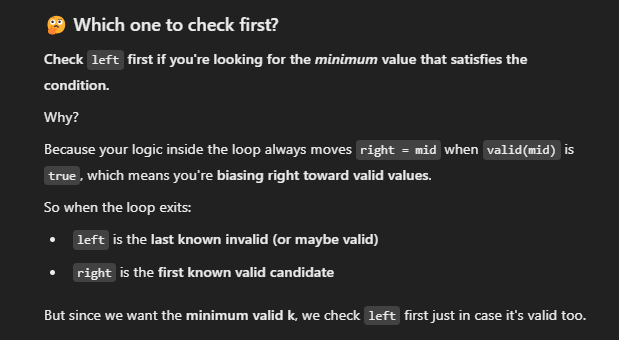 🤔 Which one to check first?
Check left first if you're looking for the minimum value that satisfies the
condition.
Why?
Because your logic inside the loop always moves right = mid when valid(mid) is
true, which means you're biasing right toward valid values.
So when the loop exits:
• left is the last known invalid (or maybe valid)
• right is the first known valid candidate
But since we want the minimum valid k, we check left first just in case it's valid too.